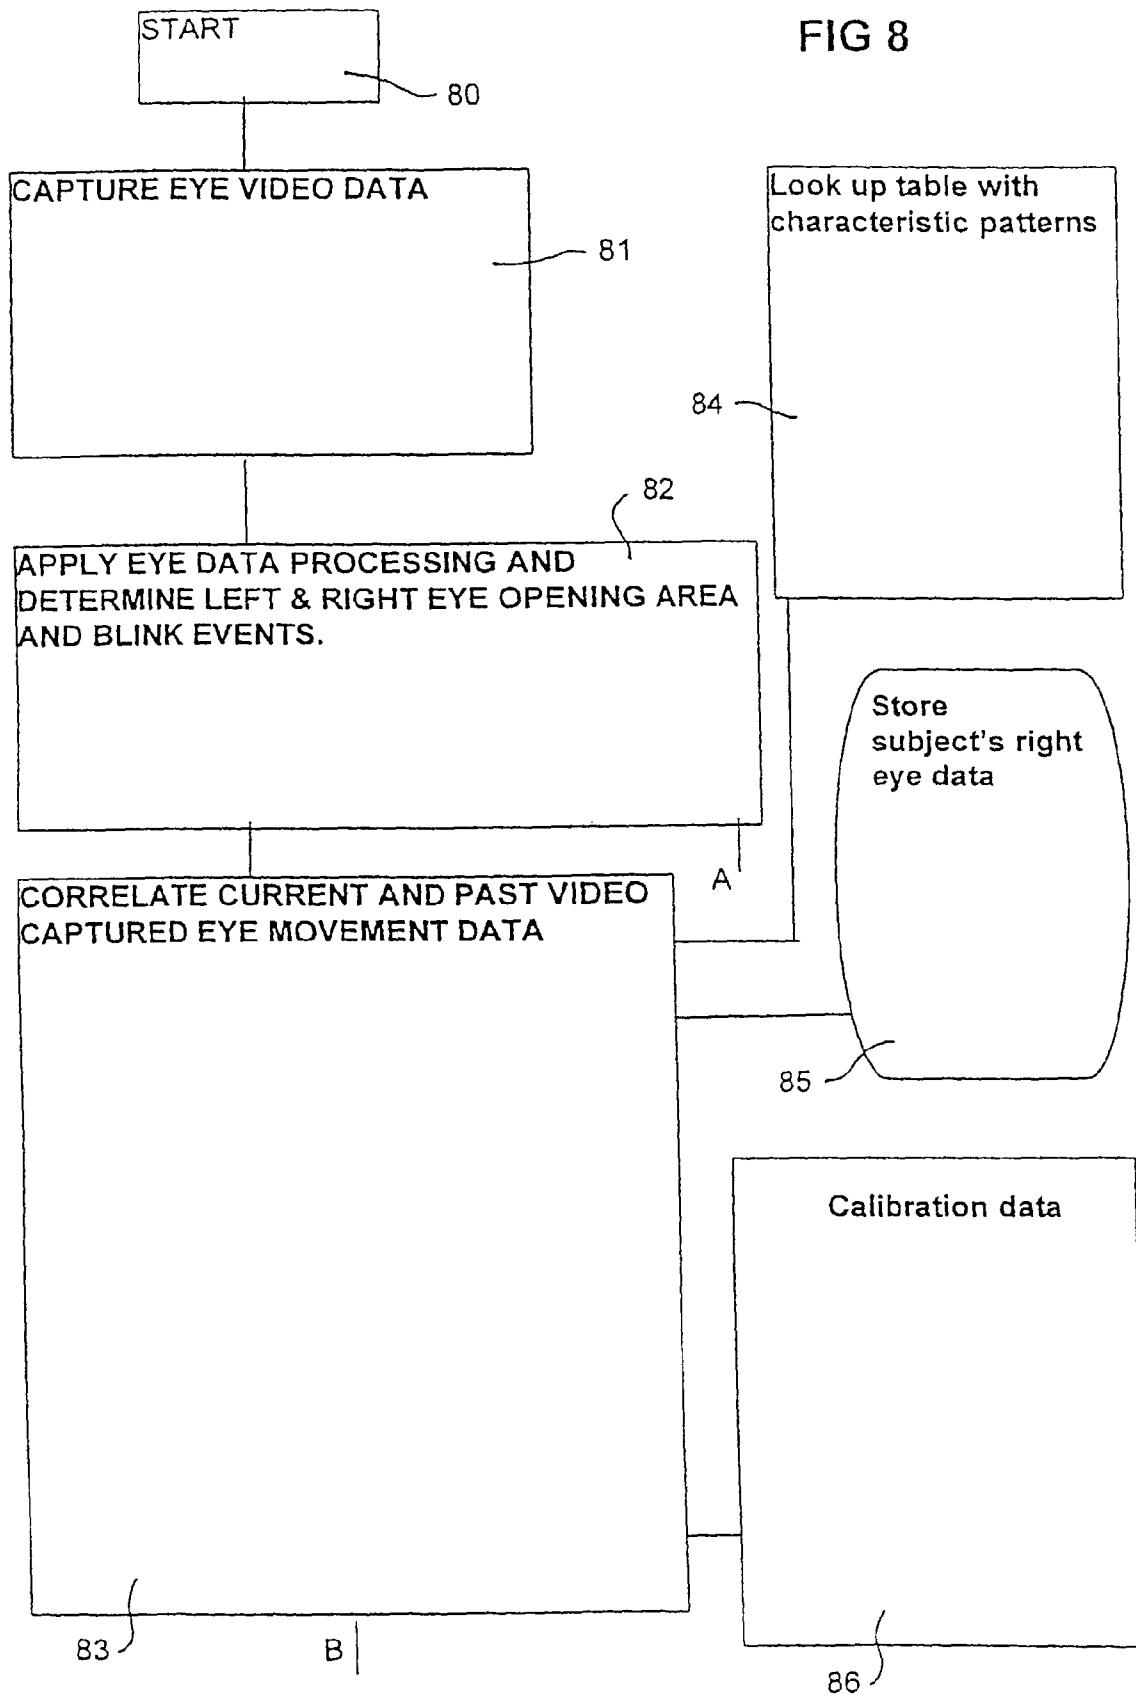 FIG 8
START
80
CAPTURE EYE VIDEO DATA
81
Look up table with
characteristic patterns
84
82
APPLY EYE DATA PROCESSING AND
DETERMINE LEFT & RIGHT EYE OPENING AREA
AND BLINK EVENTS.
A
Store
subject's right
eye data
85
CORRELATE CURRENT AND PAST VIDEO
CAPTURED EYE MOVEMENT DATA
83
B
Calibration data
86